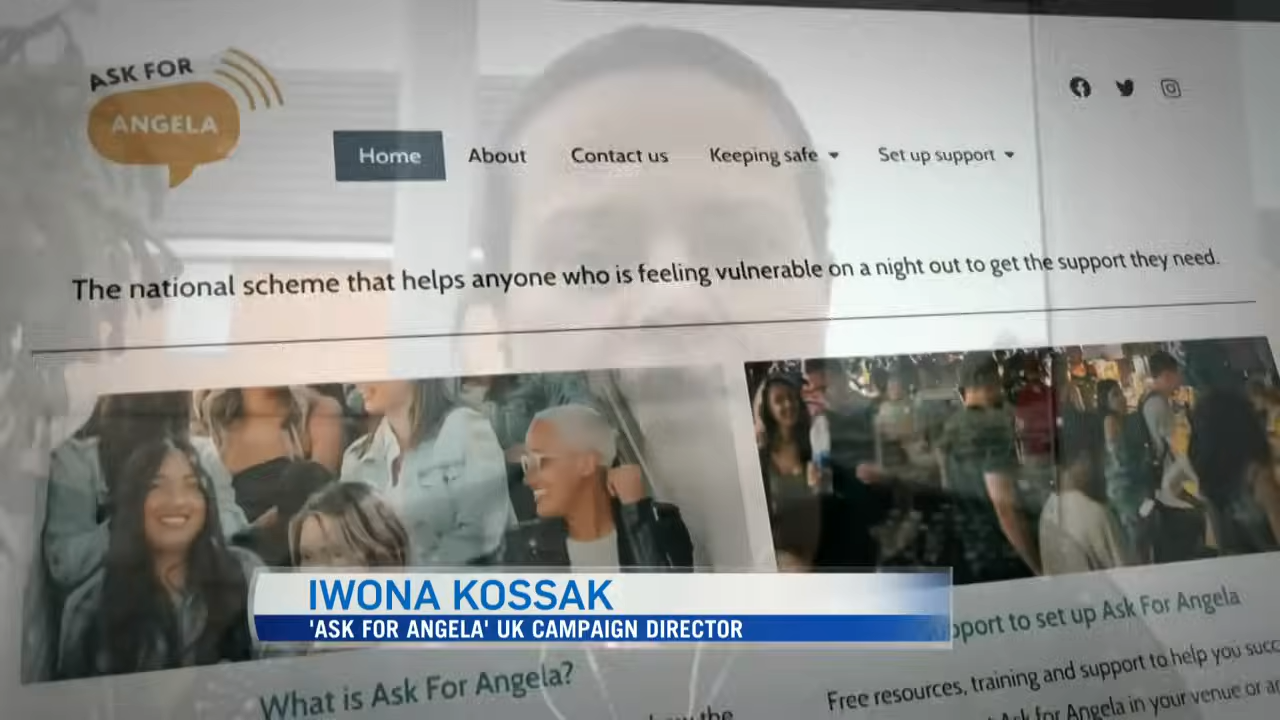 ASK FOR
ANGELA
Home
About
Contact us
Keeping safe
Set up support
The national scheme that helps anyone who is feeling vulnerable on a night out to get the support they need.
IWONA KOSSAK
'ASK FOR ANGELA' UK CAMPAIGN DIRECTOR
What is Ask For Angela?
the
to set up Ask For Angela
Free resources, training and support to help you
Ask for Angela in your venue or